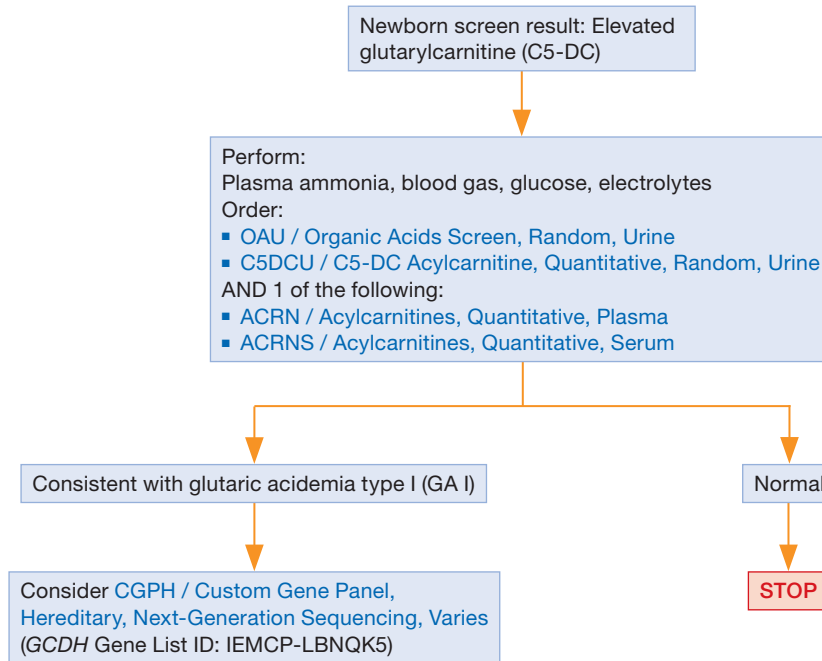 Newborn screen result: Elevated
glutarylcarnitine (C5-DC)
Perform:
Plasma ammonia, blood gas, glucose, electrolytes
Order:
▪ OAU / Organic Acids Screen, Random, Urine
▪ C5DCU / C5-DC Acylcarnitine, Quantitative, Random, Urine
AND 1 of the following:
▪ ACRN / Acylcarnitines, Quantitative, Plasma
▪ ACRNS / Acylcarnitines, Quantitative, Serum
Consistent with glutaric acidemia type I (GA I)
Normal
Consider CGPH / Custom Gene Panel,
Hereditary, Next-Generation Sequencing, Varies
(GCDH Gene List ID: IEMCP-LBNQK5)
STOP